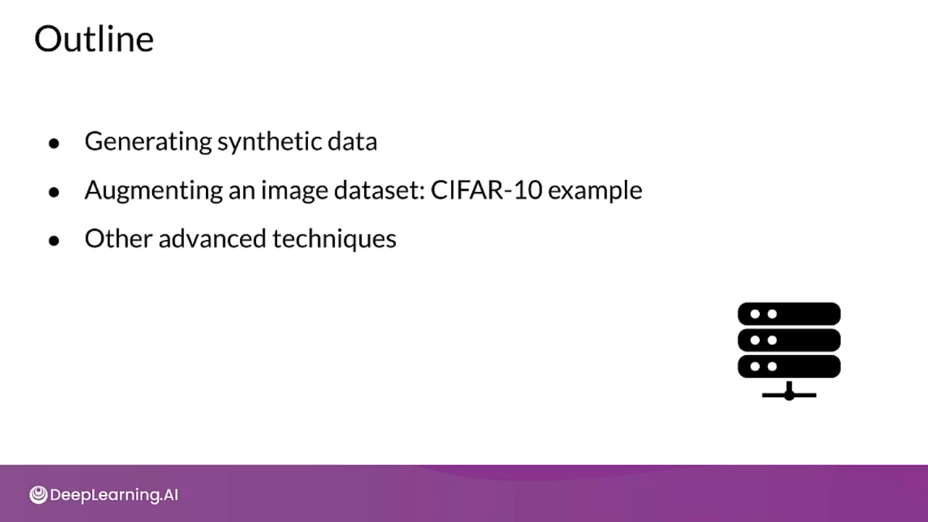 Outline
● Generating synthetic data
● Augmenting an image dataset: CIFAR-10 example
● Other advanced techniques
DeepLearning.AI